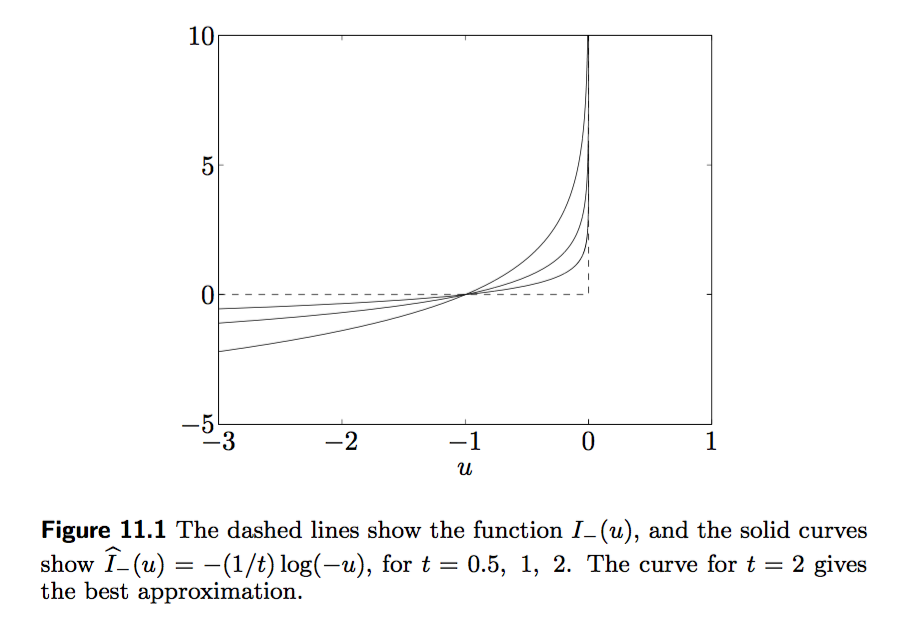 10
5
0
−5
−3 −2 −1 0 1
u
Figure 11.1 The dashed lines show the function I₋(u), and the solid curves
show Î₋(u) = −(1/t) log(−u), for t = 0.5, 1, 2. The curve for t = 2 gives
the best approximation.